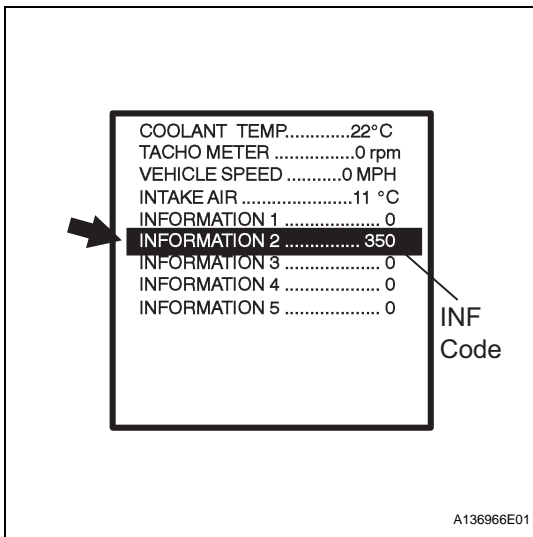 COOLANT TEMP.............22°C
TACHO METER ................0 rpm
VEHICLE SPEED ...........0 MPH
INTAKE AIR ......................11 °C
INFORMATION 1 ................... 0
INFORMATION 2 ............... 350
INFORMATION 3 ................... 0
INFORMATION 4 ................... 0
INFORMATION 5 ................... 0
INF
Code
A136966E01